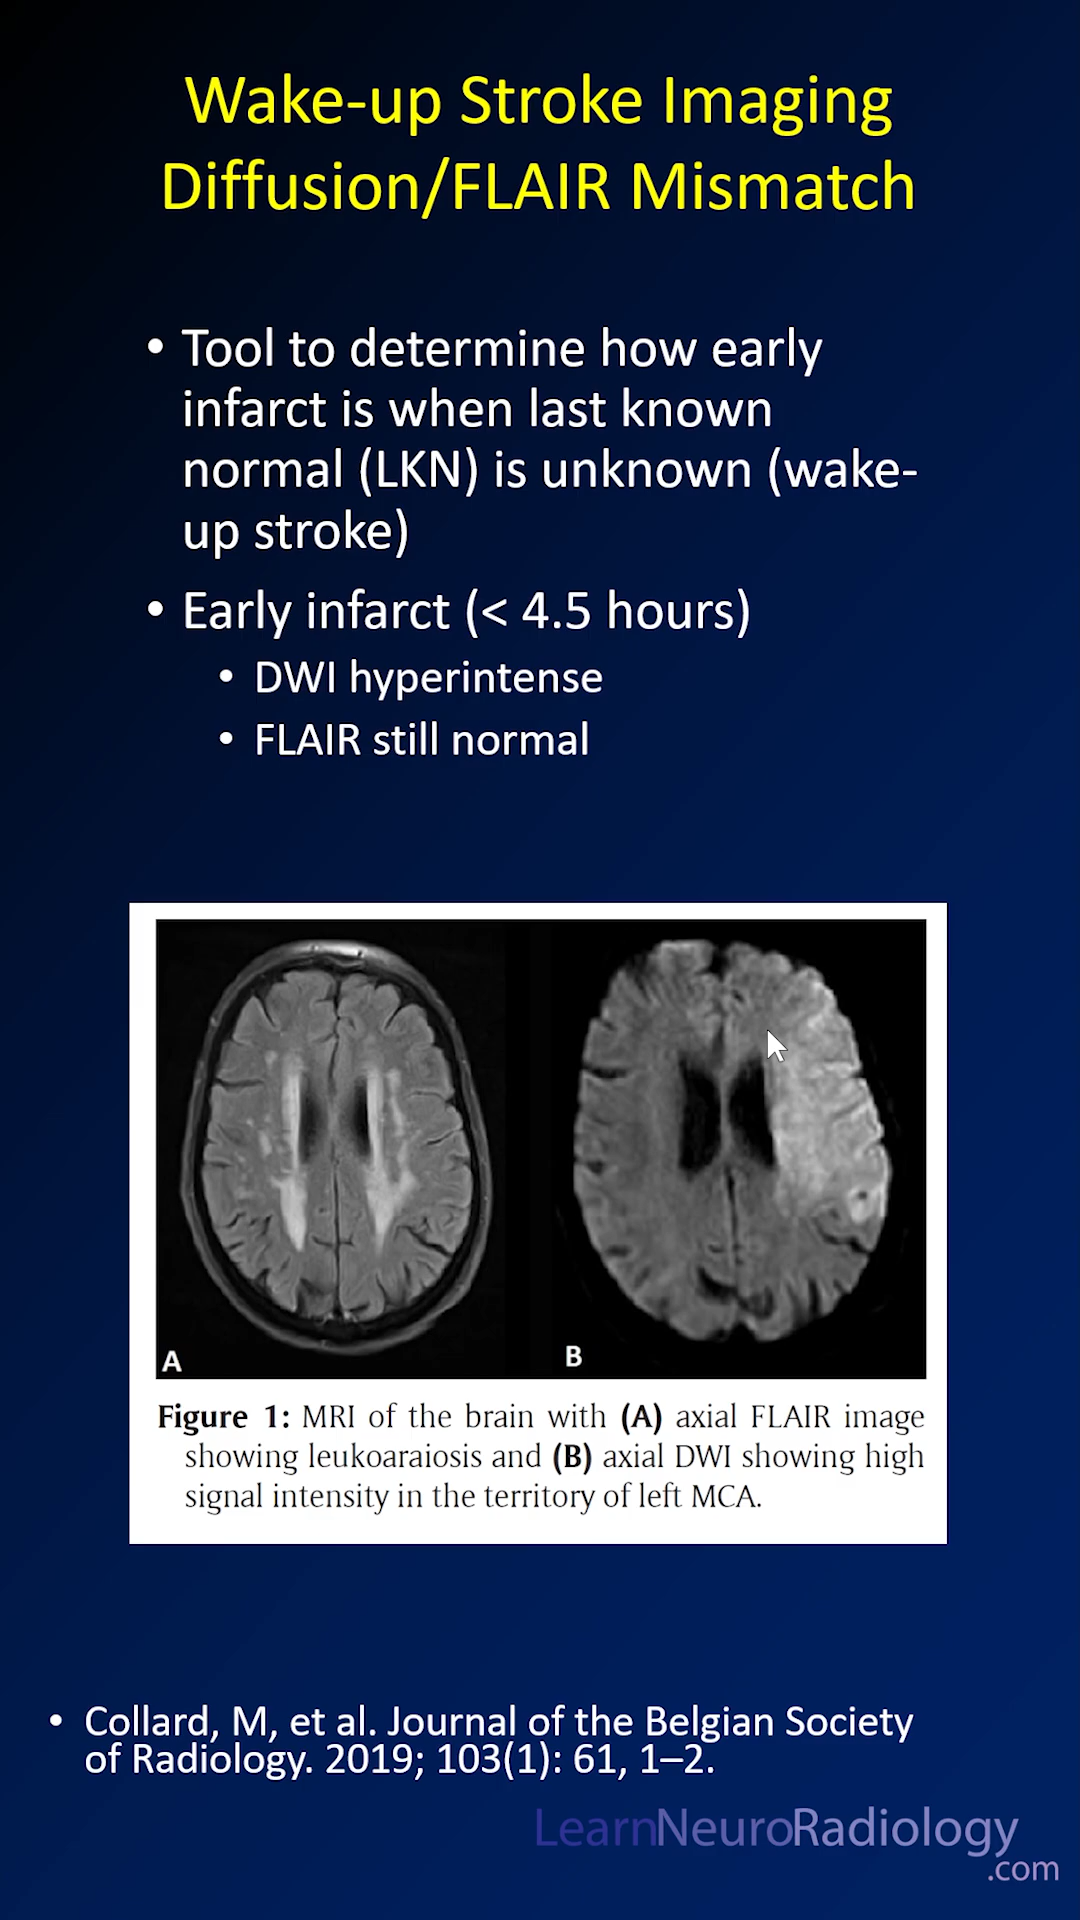 Wake-up Stroke Imaging
Diffusion/FLAIR Mismatch
• Tool to determine how early
infarct is when last known
normal (LKN) is unknown (wake-
up stroke)
• Early infarct (< 4.5 hours)
• DWI hyperintense
• FLAIR still normal
A
B
Figure 1: MRI of the brain with (A) axial FLAIR image
showing leukoaraiosis and (B) axial DWI showing high
signal intensity in the territory of left MCA.
• Collard, M, et al. Journal of the Belgian Society
of Radiology. 2019; 103(1): 61, 1–2.
LearnNeuroRadiology
.com